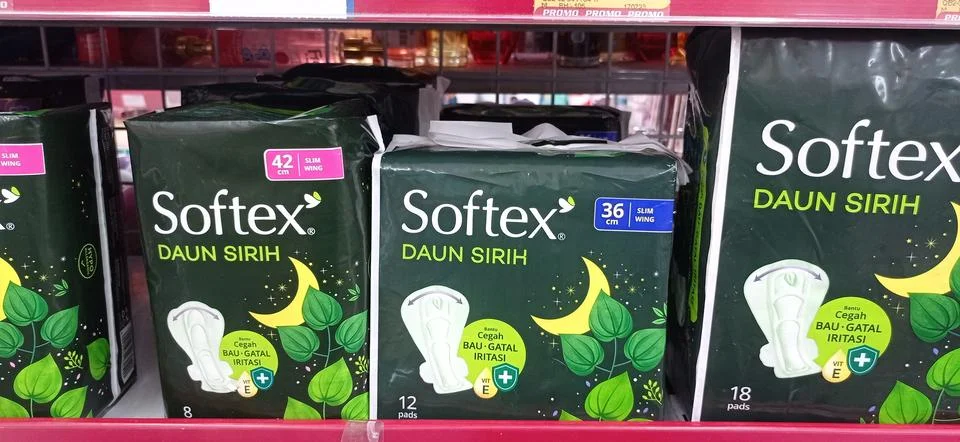 PROMO PROMO PROMO
SLIM
WING
®
42
cm
SLIM
WING
Softex®
DAUN SIRIH
Bantu
Cegah
BAU·GATAL
IRITASI
VIT
E
8
36
cm
SLIM
WING
Softex®
DAUN SIRIH
Bantu
Cegah
BAU·GATAL
IRITASI
VIT
E
12
pads
Softex
DAUN SIRIH
Bantu
Cegah
BAU·GATAL
IRITASI
VIT
E
18
pads